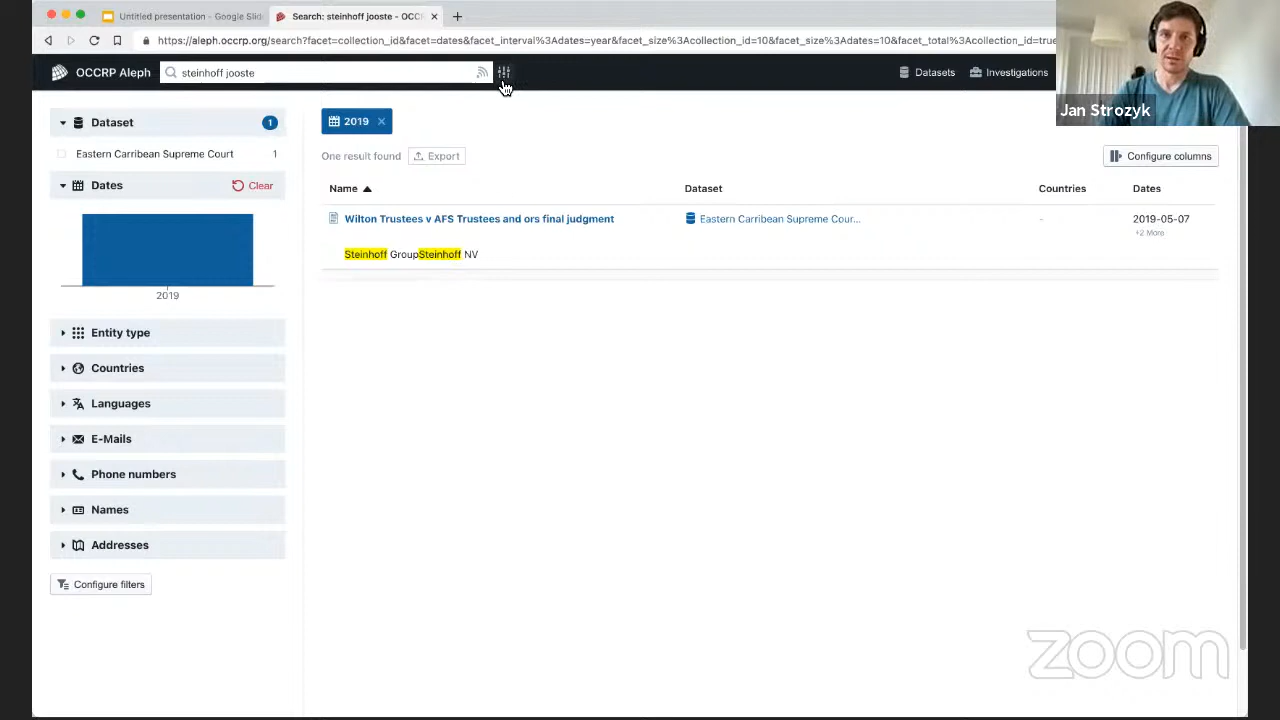 Untitled presentation - Google Slid
Search: steinhoff jooste - OCC
https://aleph.occrp.org/search?facet=collection_id&facet=dates&facet_interval%3Adates=year&facet_size%3Acollection_id=10&facet_size%3Adates=10&facet_total%3Acollection_id=true
OCCRP Aleph
steinhoff jooste
Datasets
Investigations
Jan Strozyk
Dataset
1
2019
Eastern Carribean Supreme Court
1
One result found
Export
Configure columns
Dates
Clear
Name
Dataset
Countries
Dates
Wilton Trustees v AFS Trustees and ors final judgment
Eastern Carribean Supreme Cour...
-
2019-05-07
+2 More
Steinhoff GroupSteinhoff NV
2019
Entity type
Countries
Languages
E-Mails
Phone numbers
Names
Addresses
Configure filters
zoom